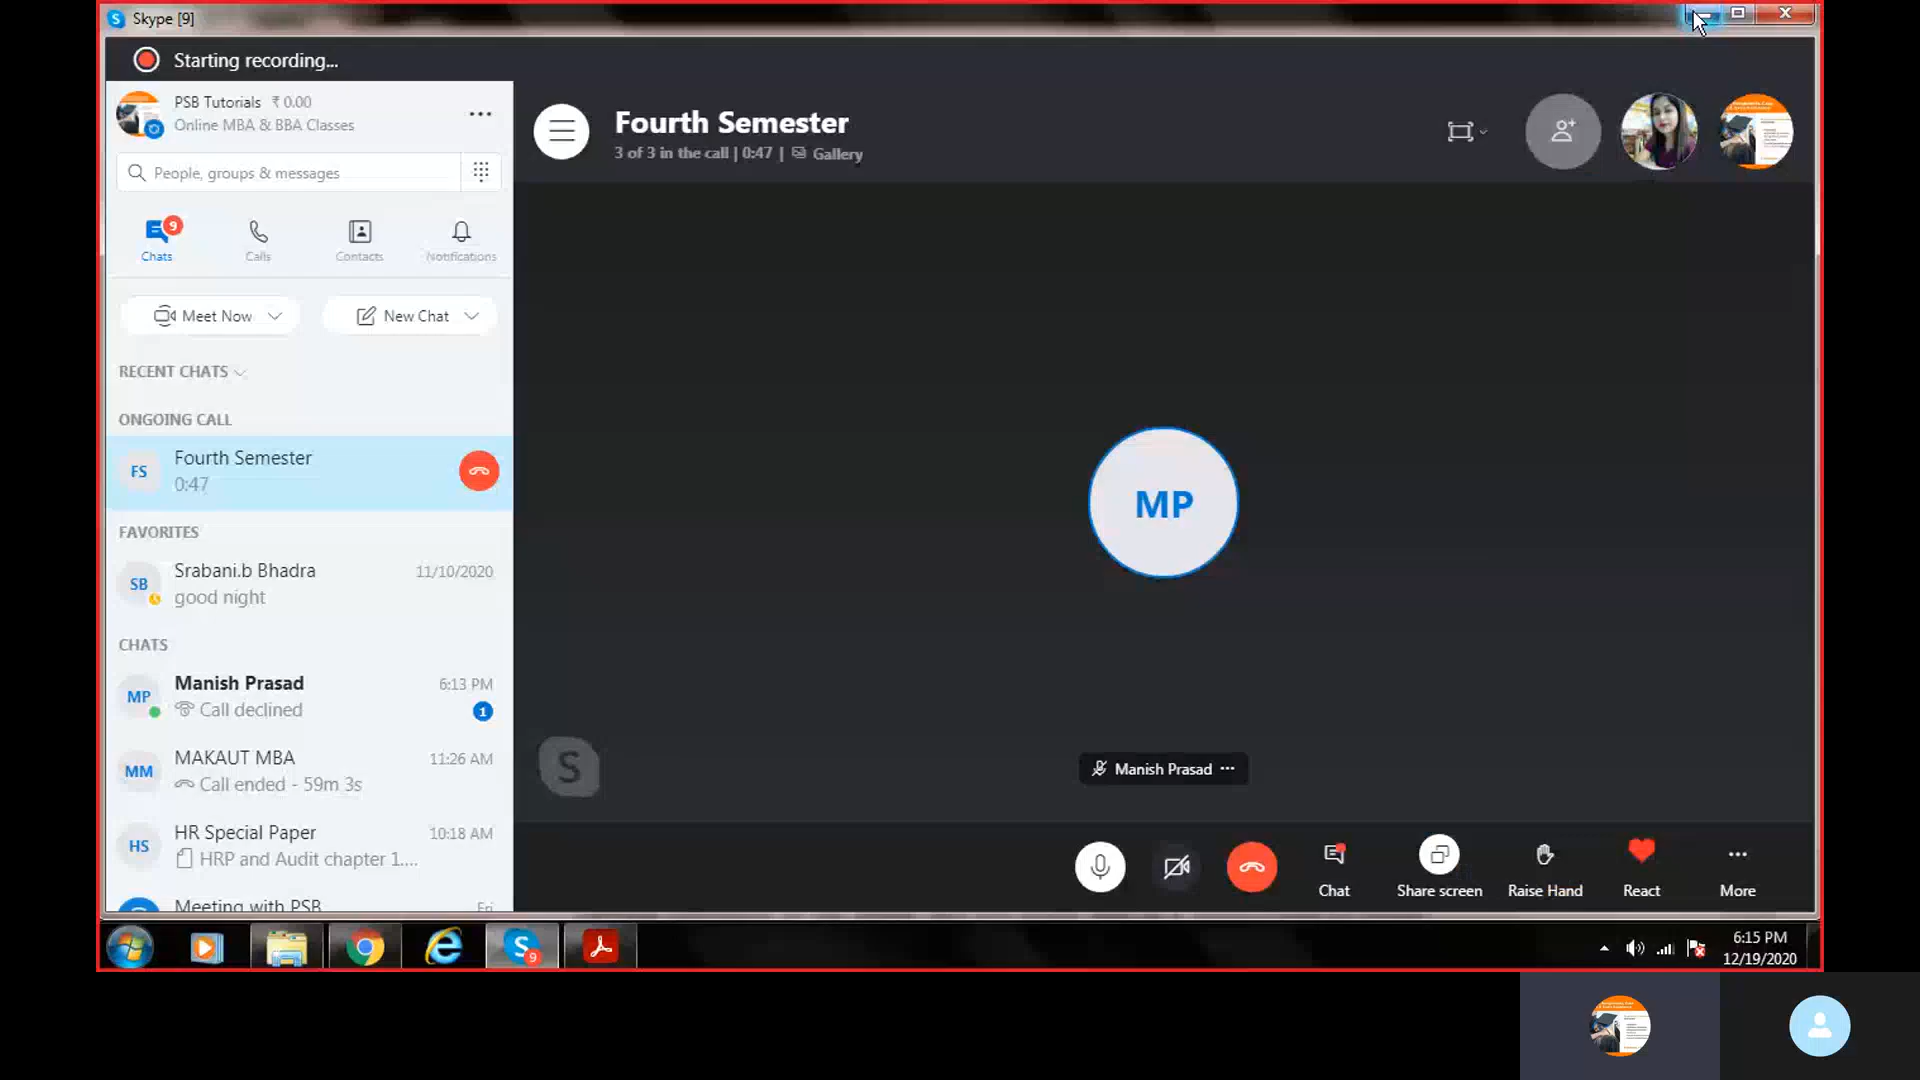 Skype [9]
Starting recording...
PSB Tutorials ₹ 0.00
Online MBA & BBA Classes
People, groups & messages
9
Chats
Calls
Contacts
Notifications
Meet Now
New Chat
RECENT CHATS
ONGOING CALL
FS
Fourth Semester
0:47
FAVORITES
SB
Srabani.b Bhadra
11/10/2020
good night
CHATS
MP
Manish Prasad
6:13 PM
Call declined
1
MM
MAKAUT MBA
11:26 AM
Call ended - 59m 3s
HS
HR Special Paper
10:18 AM
HRP and Audit chapter 1....
Meeting with PSB
Fri
Fourth Semester
3 of 3 in the call | 0:47 | Gallery
MP
S
Manish Prasad
Chat
Share screen
Raise Hand
React
More
S
9
6:15 PM
12/19/2020